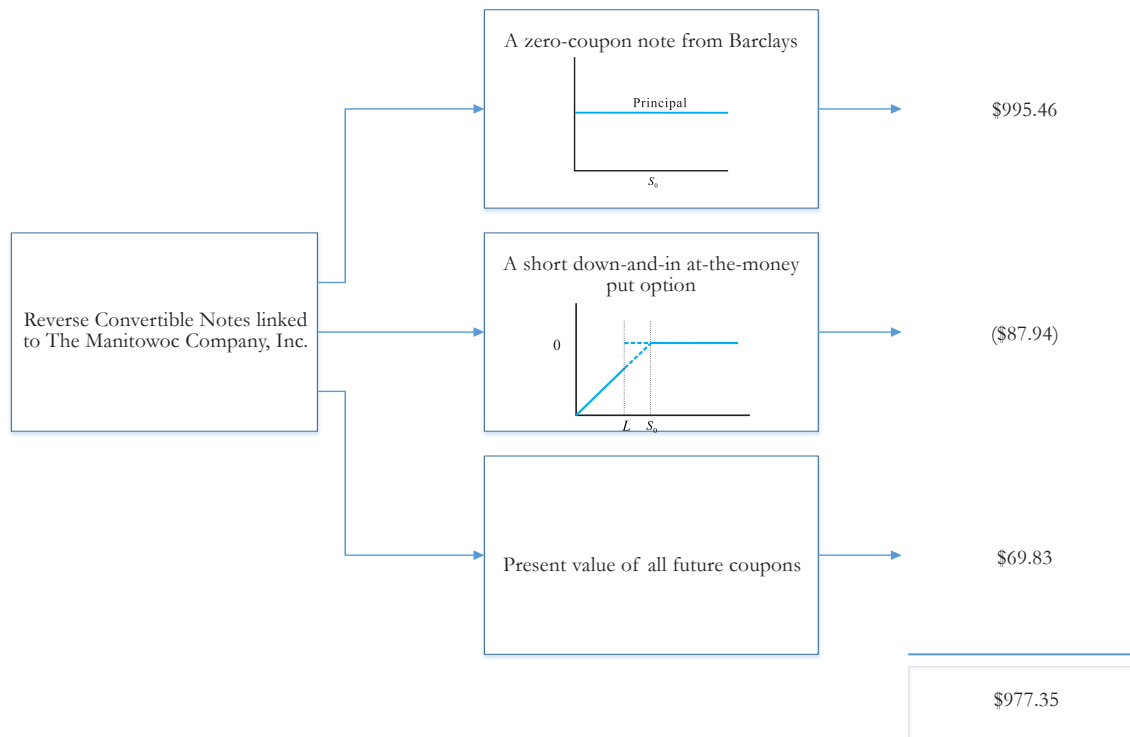 A zero-coupon note from Barclays
Principal
S₀
$995.46
Reverse Convertible Notes linked
to The Manitowoc Company, Inc.
A short down-and-in at-the-money
put option
0
L S₀
($87.94)
Present value of all future coupons
$69.83
$977.35